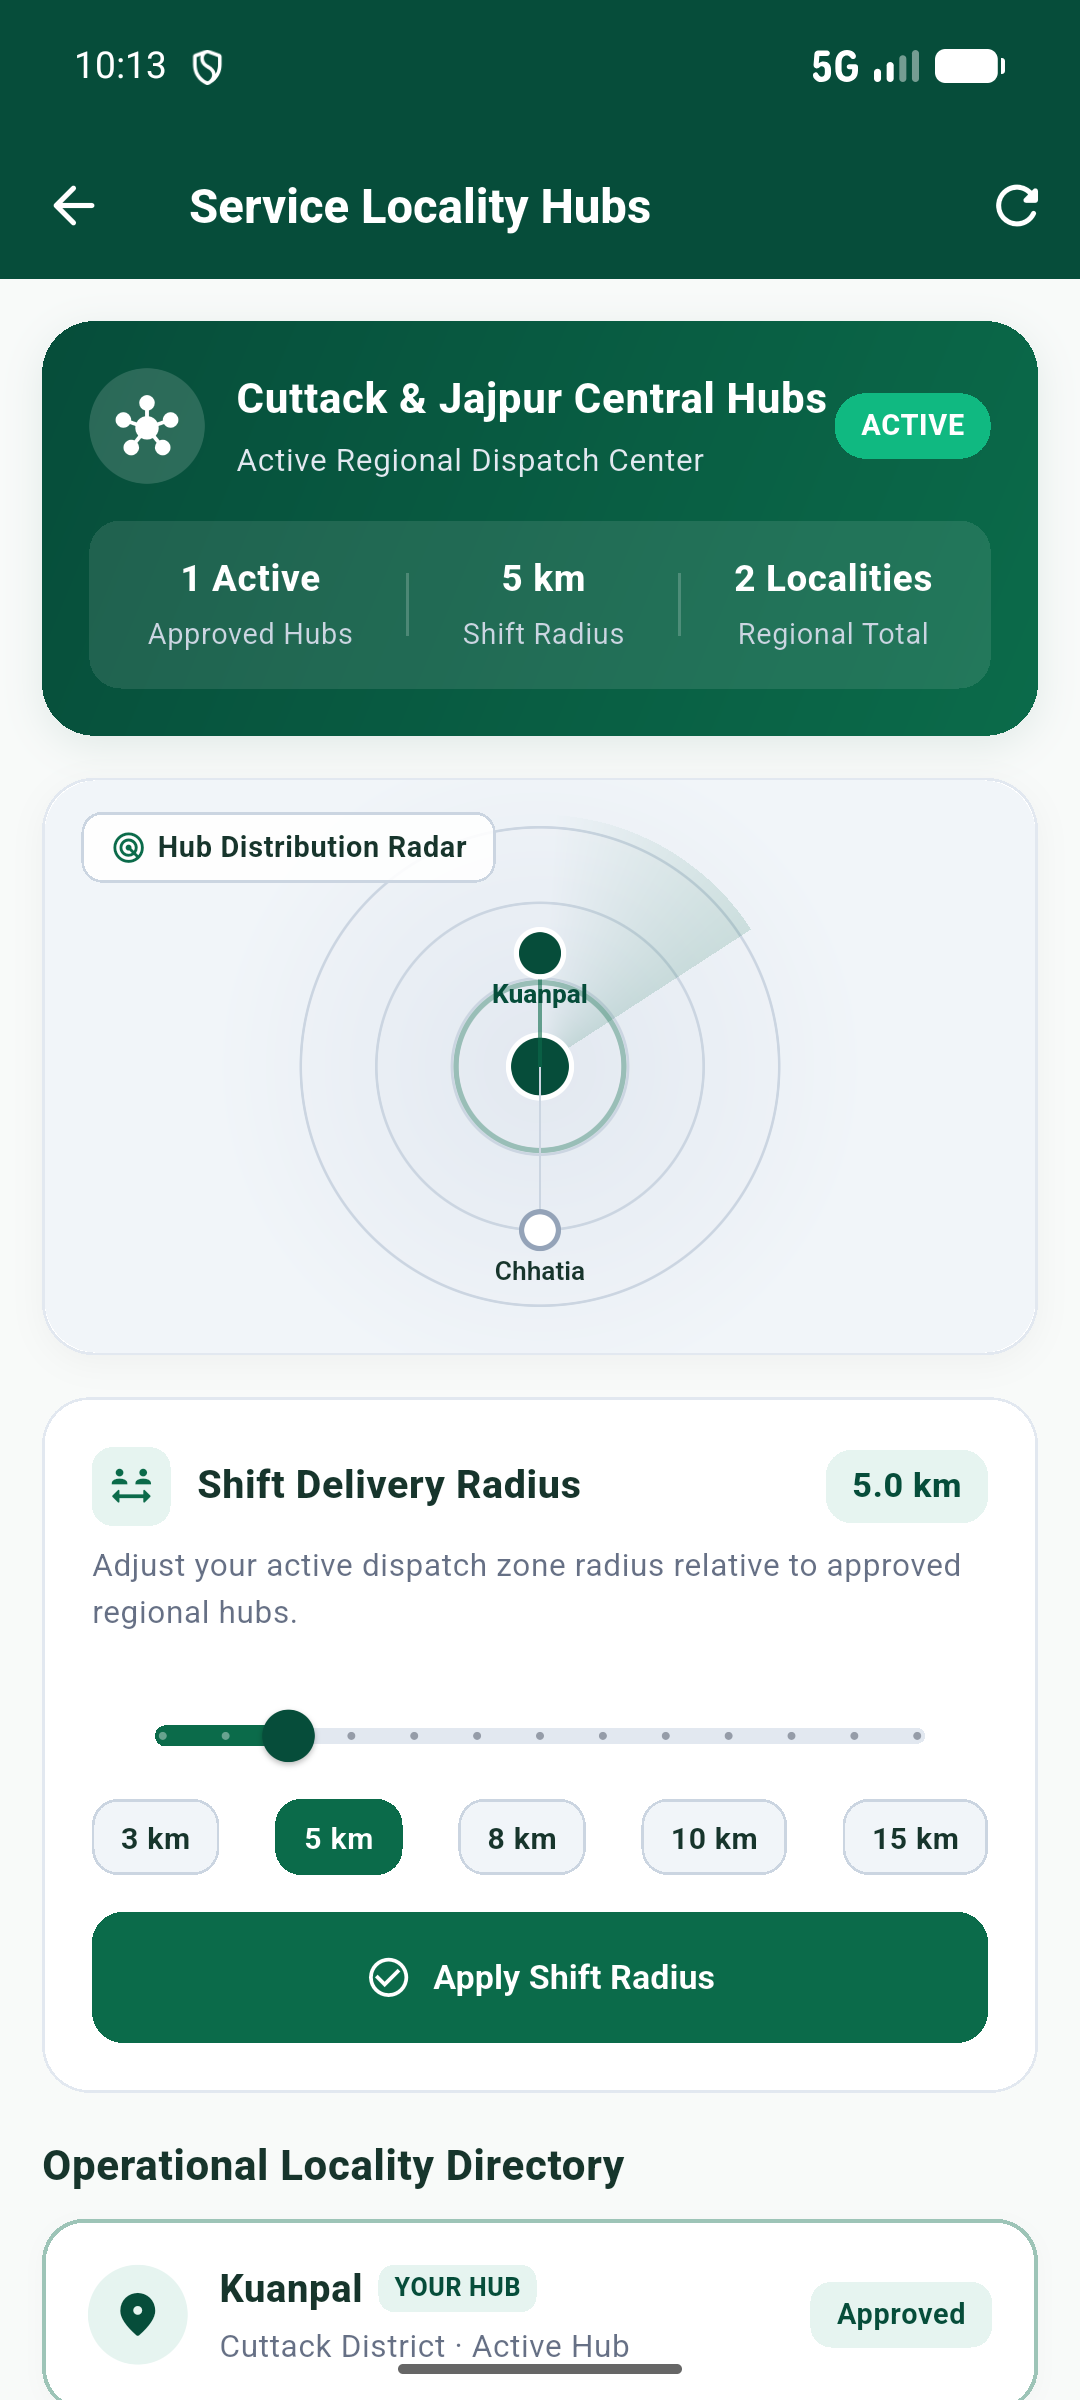 10:13
5G
Service Locality Hubs
Cuttack & Jajpur Central Hubs
ACTIVE
Active Regional Dispatch Center
1 Active
5 km
2 Localities
Approved Hubs
Shift Radius
Regional Total
Hub Distribution Radar
Kuanpal
Chhatia
Shift Delivery Radius
5.0 km
Adjust your active dispatch zone radius relative to approved
regional hubs.
3 km
5 km
8 km
10 km
15 km
Apply Shift Radius
Operational Locality Directory
Kuanpal
YOUR HUB
Approved
Cuttack District · Active Hub